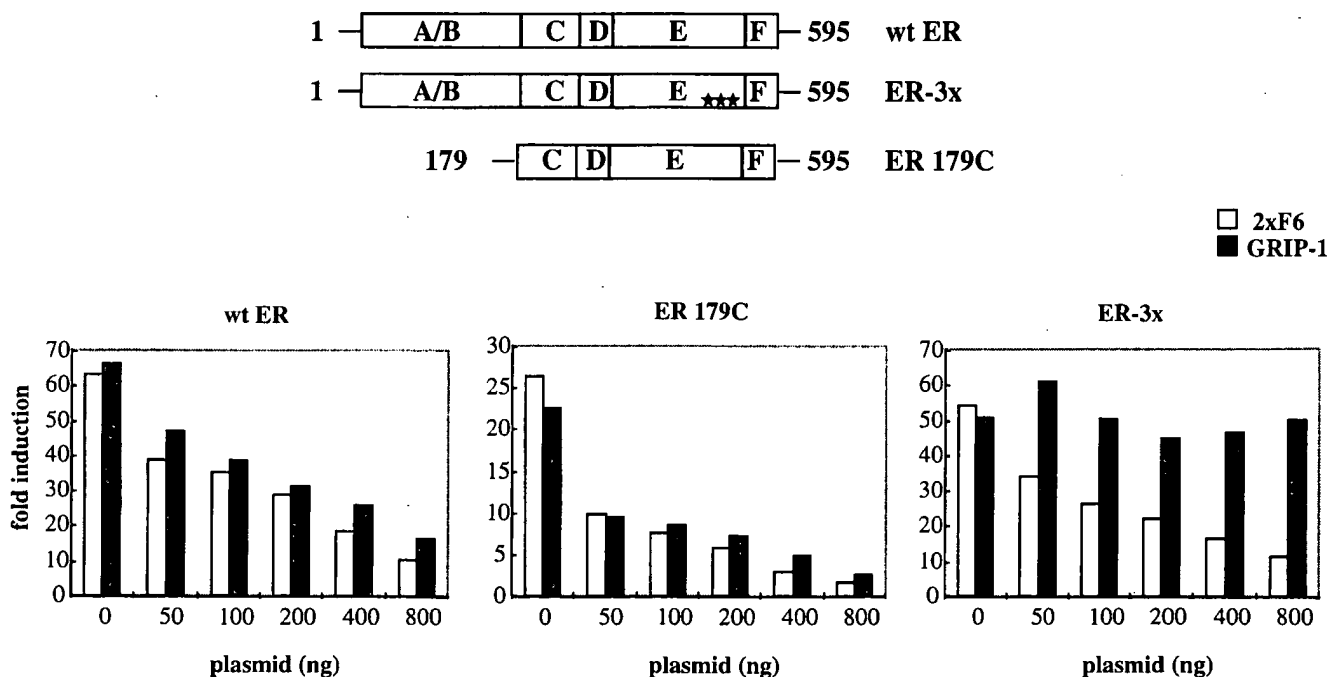 1 A/B C D E F 595 wt ER
1 A/B C D E ★★★ F 595 ER-3x
179 C D E F 595 ER 179C
2xF6
GRIP-1
wt ER
70
60
50
40
30
20
10
0
fold induction
0 50 100 200 400 800
plasmid (ng)
ER 179C
30
25
20
15
10
5
0
0 50 100 200 400 800
plasmid (ng)
ER-3x
70
60
50
40
30
20
10
0
0 50 100 200 400 800
plasmid (ng)